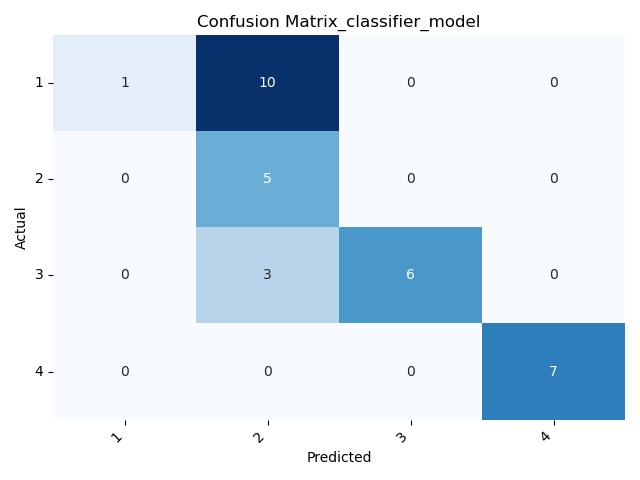 Confusion Matrix_classifier_model
1 1 10 0 0
2 0 5 0 0
Actual
3 0 3 6 0
4 0 0 0 7
1 2 3 4
Predicted